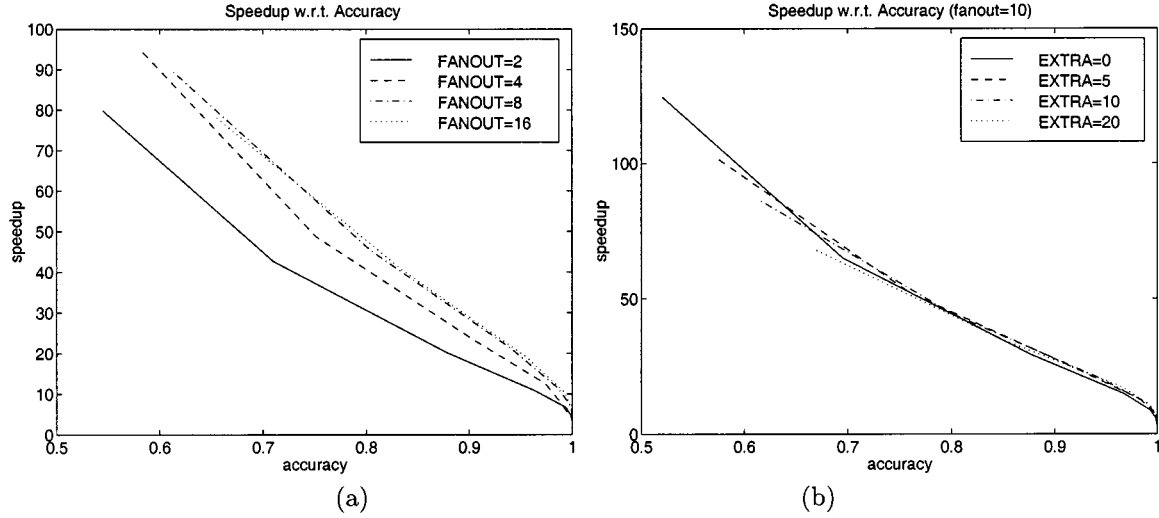 Speedup w.r.t. Accuracy
100
90
80
70
60
50
40
30
20
10
0
speedup
FANOUT=2
FANOUT=4
FANOUT=8
FANOUT=16
0.5
0.6
0.7
0.8
0.9
1
accuracy
(a)
Speedup w.r.t. Accuracy (fanout=10)
150
100
50
0
speedup
EXTRA=0
EXTRA=5
EXTRA=10
EXTRA=20
0.5
0.6
0.7
0.8
0.9
1
accuracy
(b)